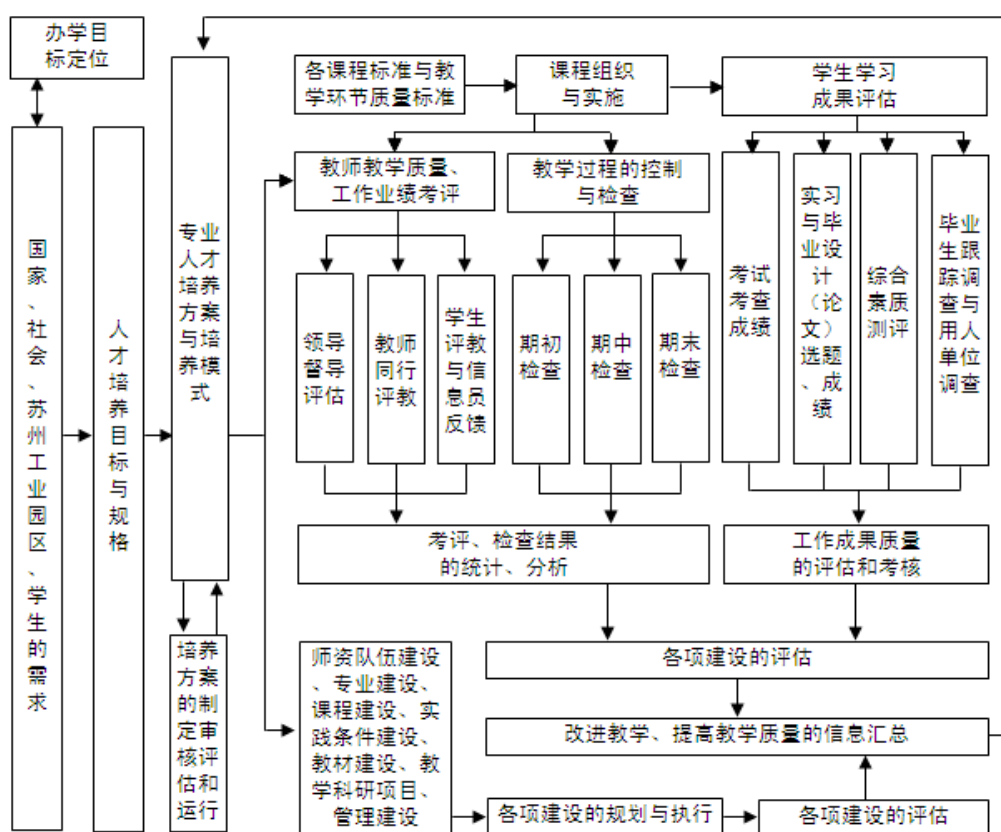 办学目
标定位
国家、社会、苏州工业园区、学生的需求
人才培养目标与规格
专业
人才
培养
方案
与培
养模
式
培养
方案
的制
定审
核评
估和
运行
各课程标准与教
学环节质量标准
课程组织
与实施
学生学习
成果评估
教师教学质量、
工作业绩考评
教学过程的控制
与检查
领导
督导
评估
教师
同行
评教
学生
评教
与信
息员
反馈
期初
检查
期中
检查
期末
检查
考试
考查
成绩
实习
与毕
业设
计
（论
文）
选题
、成
绩
综合
素质
测评
毕业
生跟
踪调
查与
用人
单位
调查
考评、检查结果
的统计、分析
工作成果质量
的评估和考核
师资队伍建设
、专业建设、
课程建设、实
践条件建设、
教材建设、教
学科研项目、
管理建设
各项建设的评估
改进教学、提高教学质量的信息汇总
各项建设的规划与执行
各项建设的评估